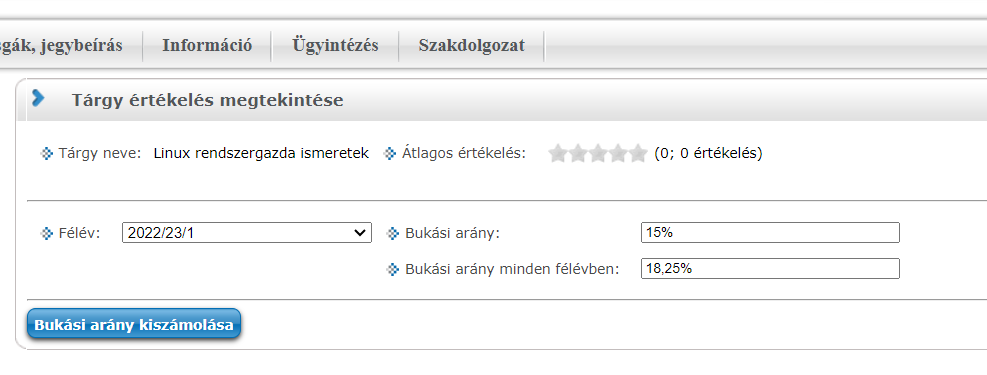 jegybeírás Információ Ügyintézés Szakdolgozat
Tárgy értékelés megtekintése
Tárgy neve: Linux rendszergazda ismeretek Átlagos értékelés: (0; 0 értékelés)
Félév: 2022/23/1 Bukási arány: 15%
Bukási arány minden félévben: 18,25%
Bukási arány kiszámolása